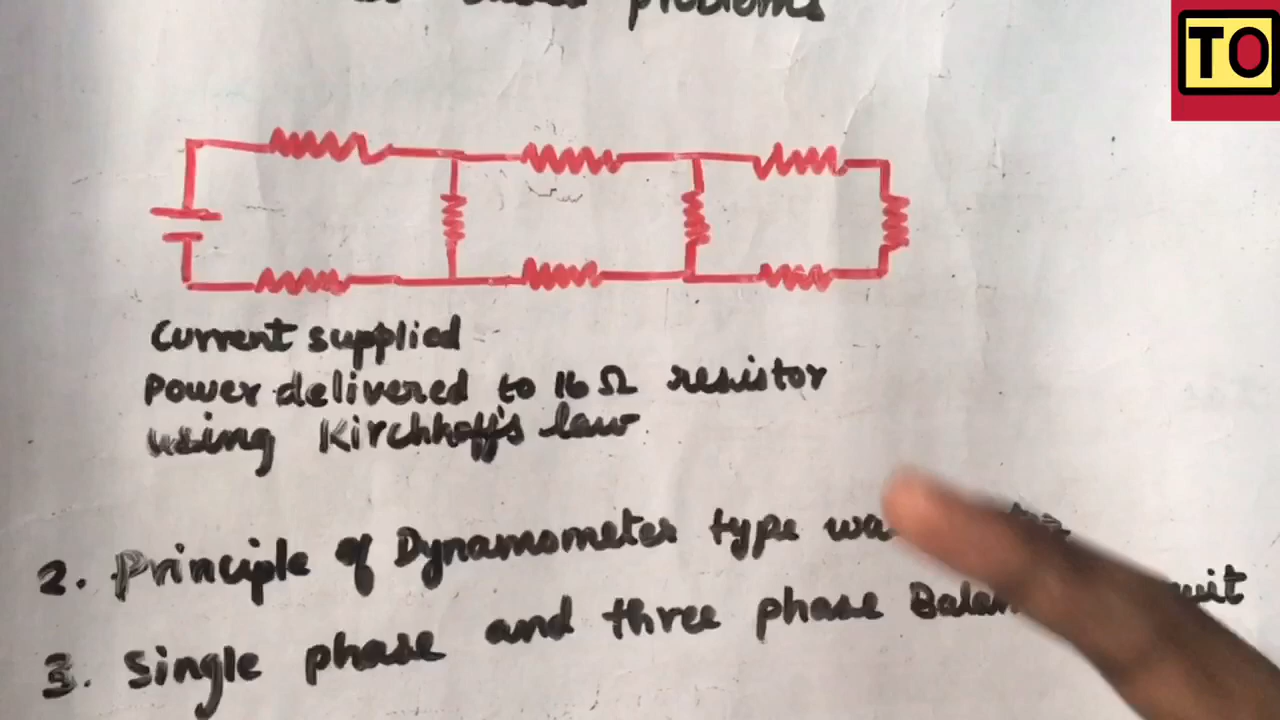 TO
problems
Current supplied
Power delivered to 16 Ω resistor
using Kirchhoff's law
2. Principle of Dynamometer type
3. Single phase and three phase